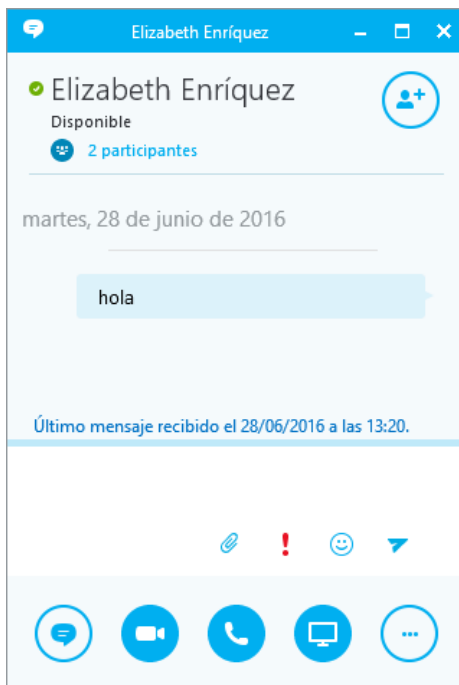 Elizabeth Enríquez
Elizabeth Enríquez
Disponible
2 participantes
martes, 28 de junio de 2016
hola
Último mensaje recibido el 28/06/2016 a las 13:20.